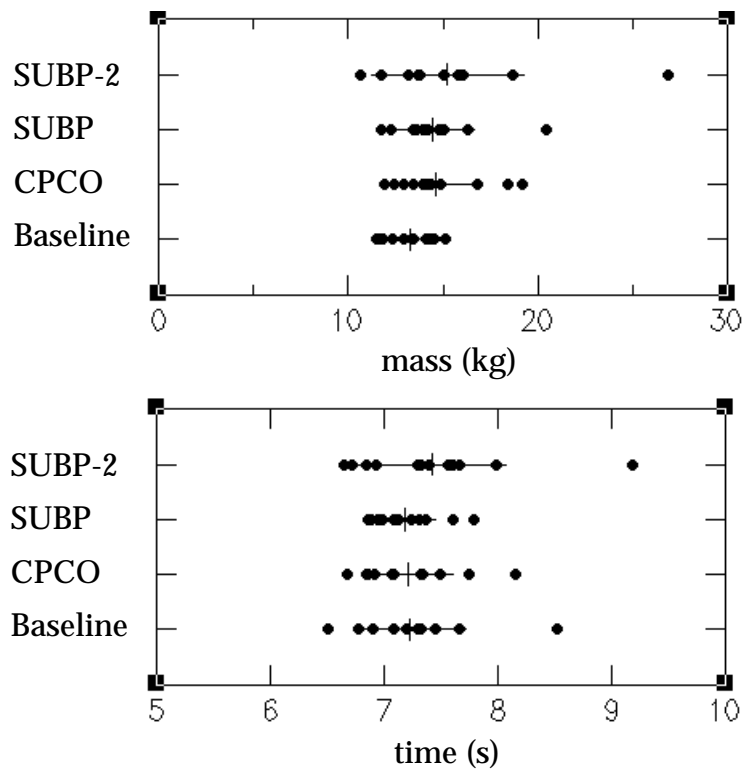 SUBP-2
SUBP
CPCO
Baseline
0 10 20 30
mass (kg)
SUBP-2
SUBP
CPCO
Baseline
5 6 7 8 9 10
time (s)